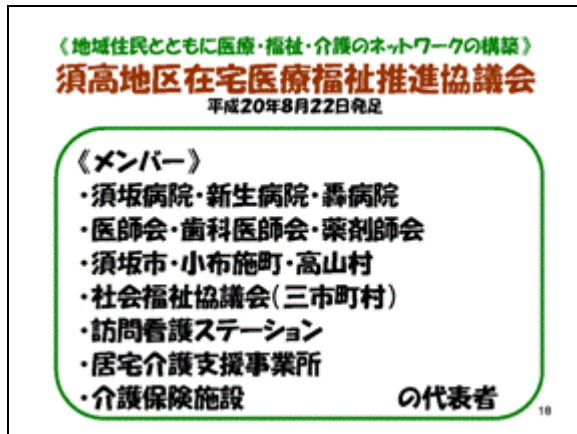 《地域住民とともに医療・福祉・介護のネットワークの構築》
須高地区在宅医療福祉推進協議会
平成20年8月22日発足
《メンバー》
・須坂病院・新生病院・轟病院
・医師会・歯科医師会・薬剤師会
・須坂市・小布施町・高山村
・社会福祉協議会(三市町村)
・訪問看護ステーション
・居宅介護支援事業所
・介護保険施設 の代表者
18